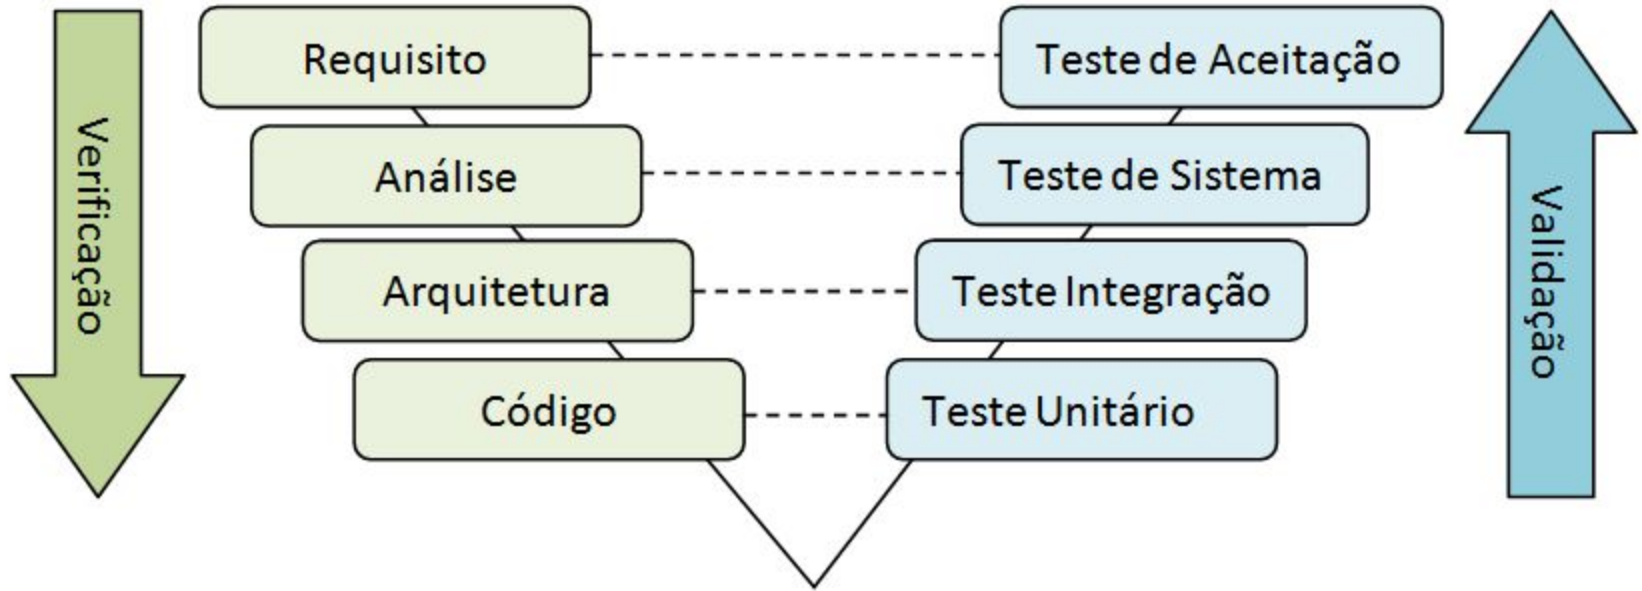 Verificação
Requisito
Teste de Aceitação
Análise
Teste de Sistema
Arquitetura
Teste Integração
Código
Teste Unitário
Validação